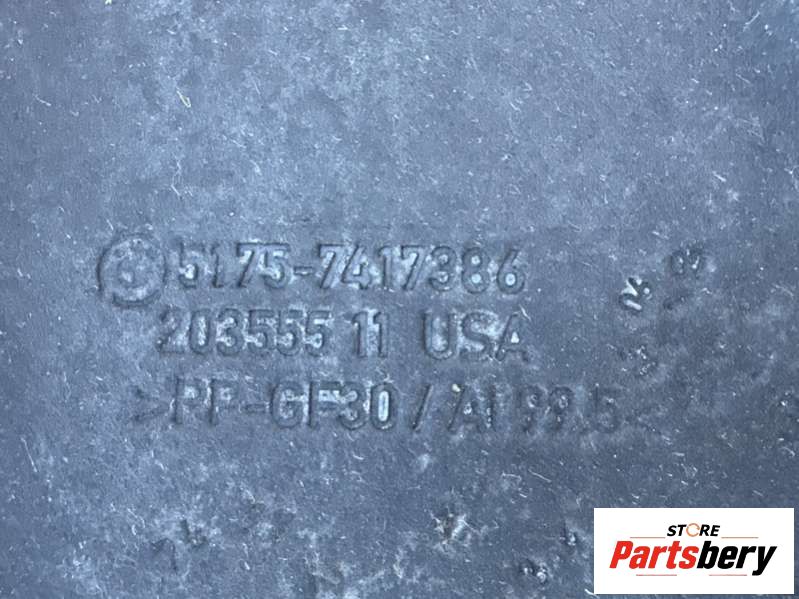 5175-7417386
203555 11 USA
>PP-GF30/Al 99,5<
STORE
Partsbery